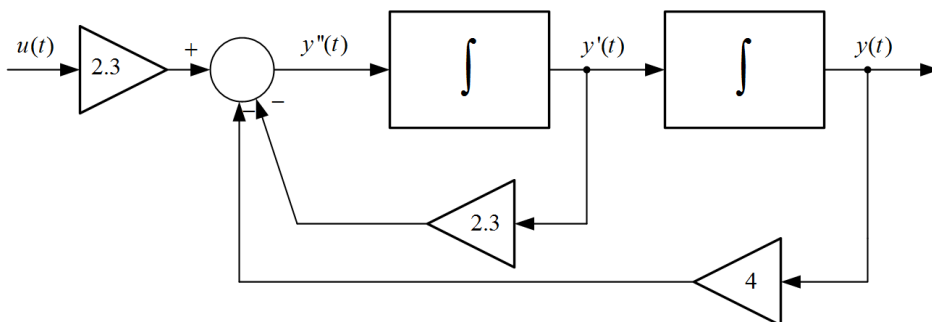 u(t)
2.3
+
y''(t)
∫
y'(t)
∫
y(t)
−
−
2.3
4